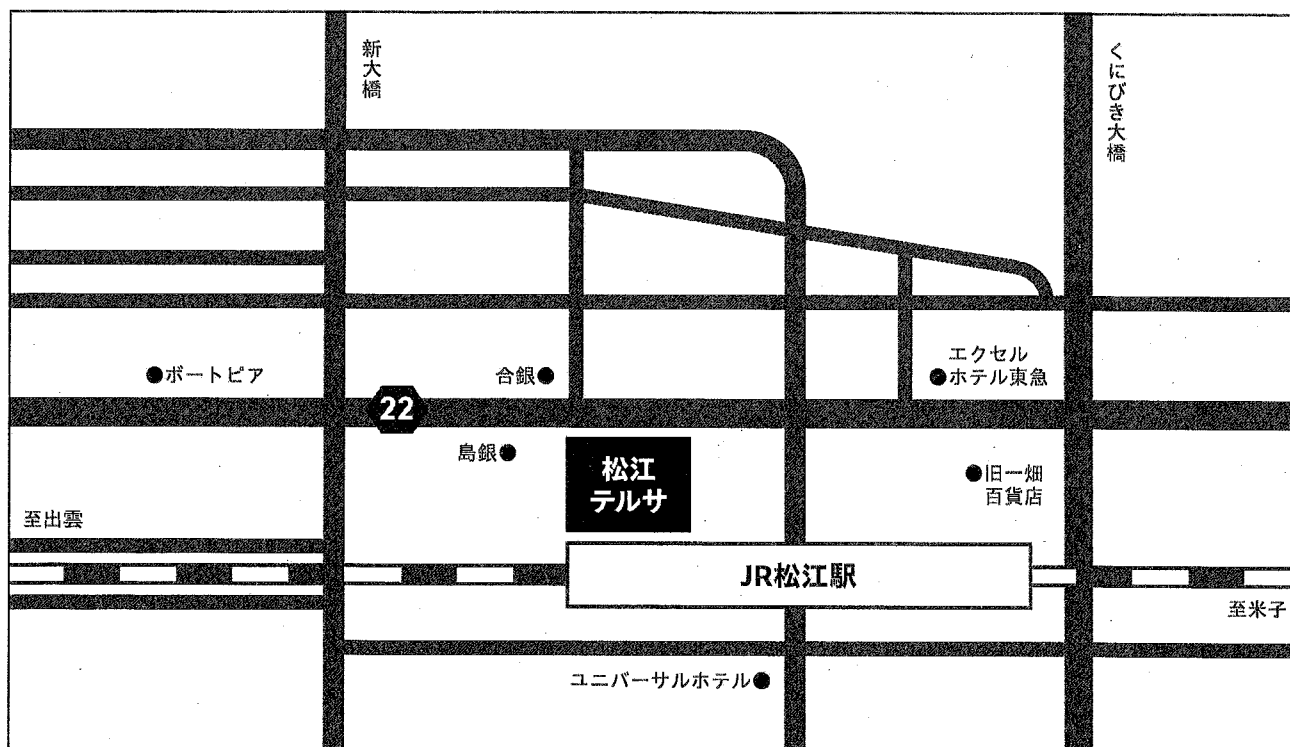 新大橋
くにびき大橋
エクセル
●ボートピア
合銀●
●ホテル東急
22
島銀●
松江
テルサ
●旧一畑
百貨店
至出雲
JR松江駅
至米子
ユニバーサルホテル●